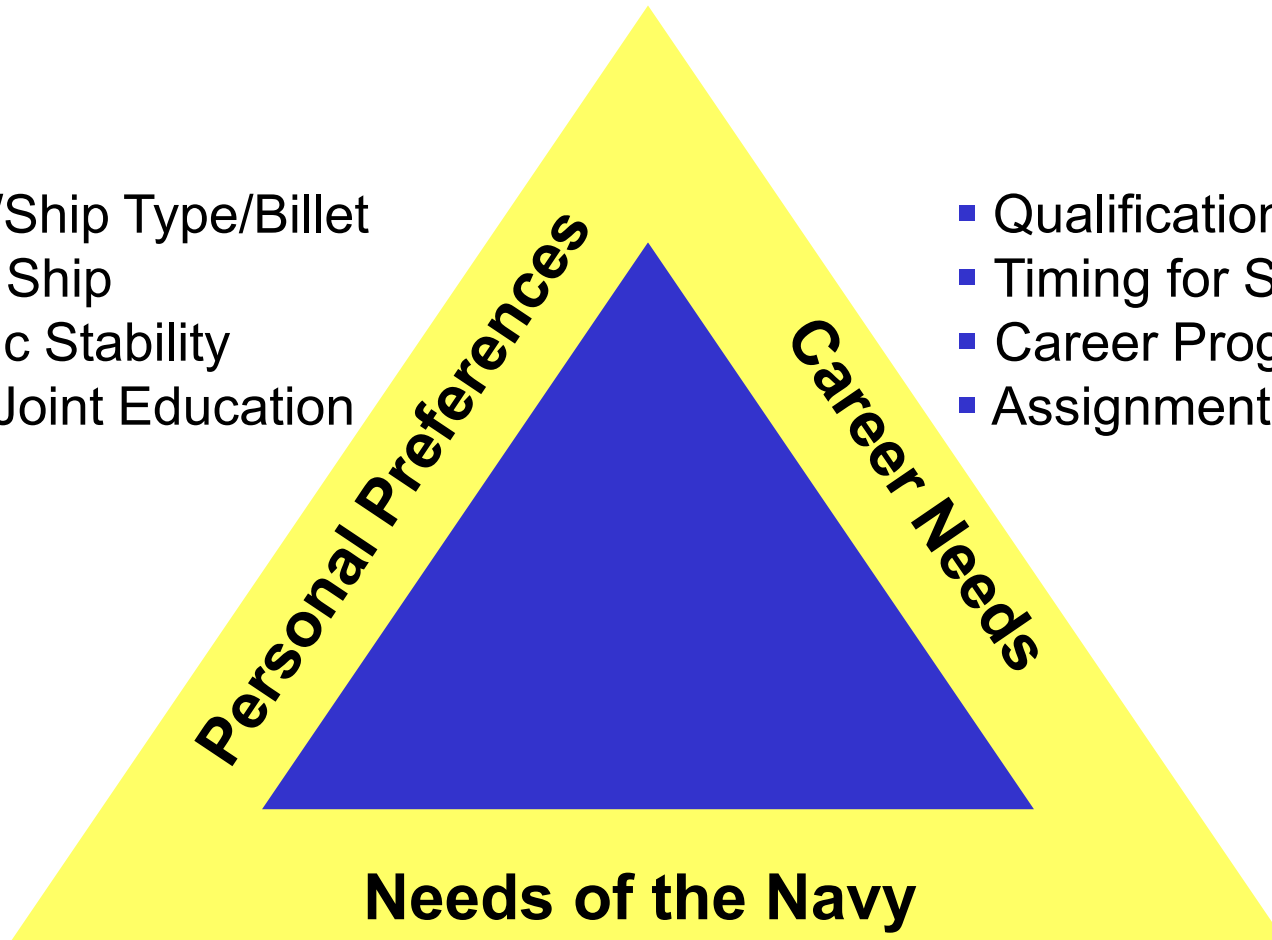 /Ship Type/Billet
Ship
c Stability
Joint Education
Personal Preferences
Career Needs
▪ Qualification
▪ Timing for S
▪ Career Prog
▪ Assignment
Needs of the Navy